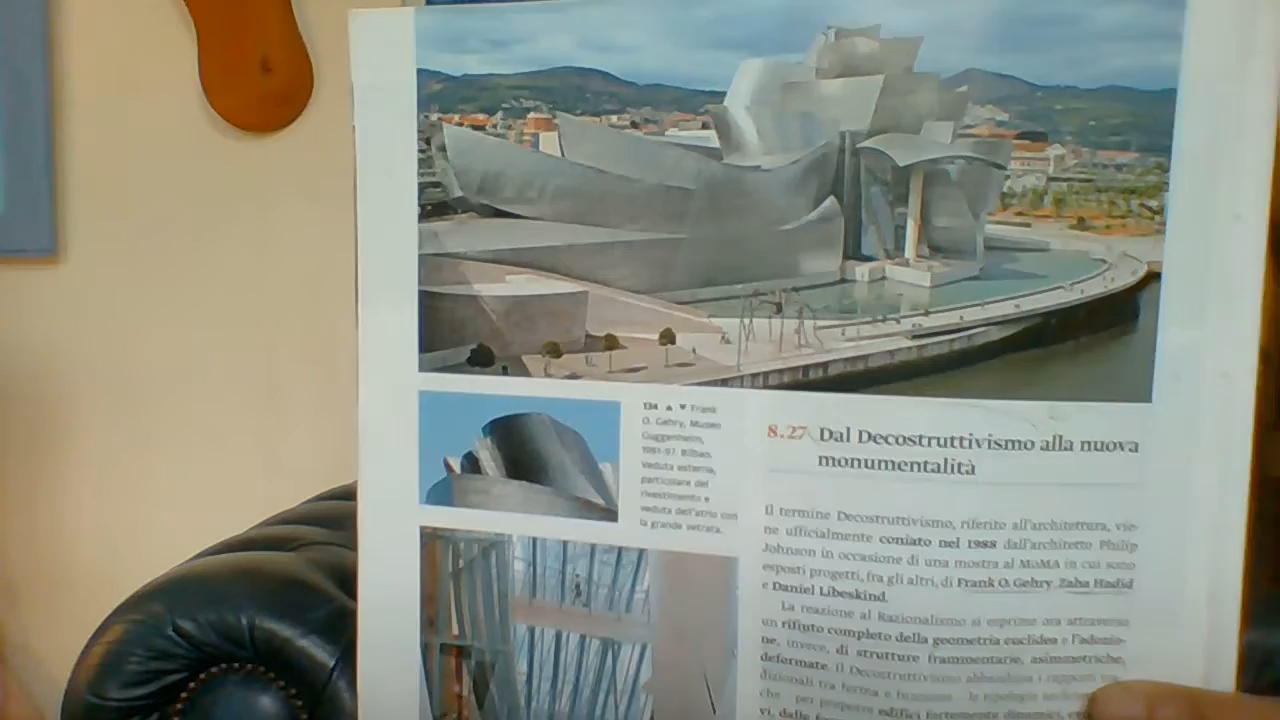 134 ▲ ▼ Frank
O. Gehry, Museo
Guggenheim,
1991-97. Bilbao.
Veduta esterna,
particolare del
rivestimento e
veduta dell'atrio con
la grande vetrata.
8.27 Dal Decostruttivismo alla nuova
monumentalità
Il termine Decostruttivismo, riferito all'architettura, vie-
ne ufficialmente coniato nel 1988 dall'architetto Philip
Johnson in occasione di una mostra al MoMA in cui sono
esposti progetti, fra gli altri, di Frank O. Gehry, Zaha Hadid
e Daniel Libeskind.
La reazione al Razionalismo si esprime ora attraverso
un rifiuto completo della geometria euclidea e l'adozio-
ne, invece, di strutture frammentarie, asimmetriche,
deformate. Il Decostruttivismo abbandona i rapporti tra-
dizionali tra forma e funzione
che per proporre edifici fortemente dinamici,
vi, dalle